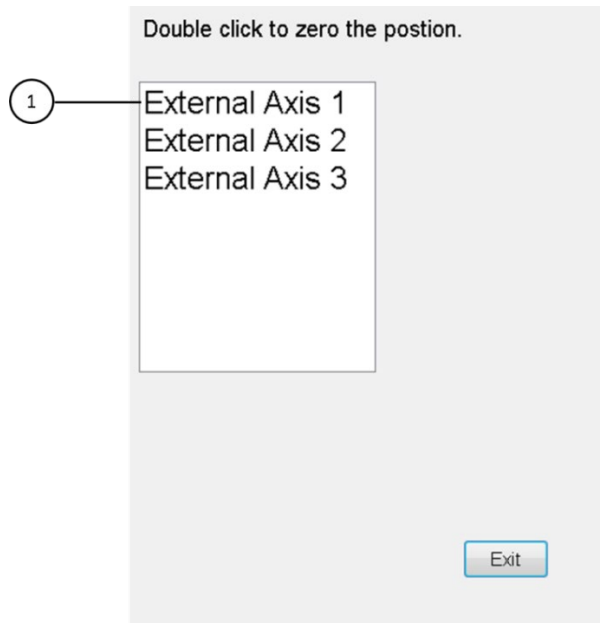 Double click to zero the postion.
1
External Axis 1
External Axis 2
External Axis 3
Exit